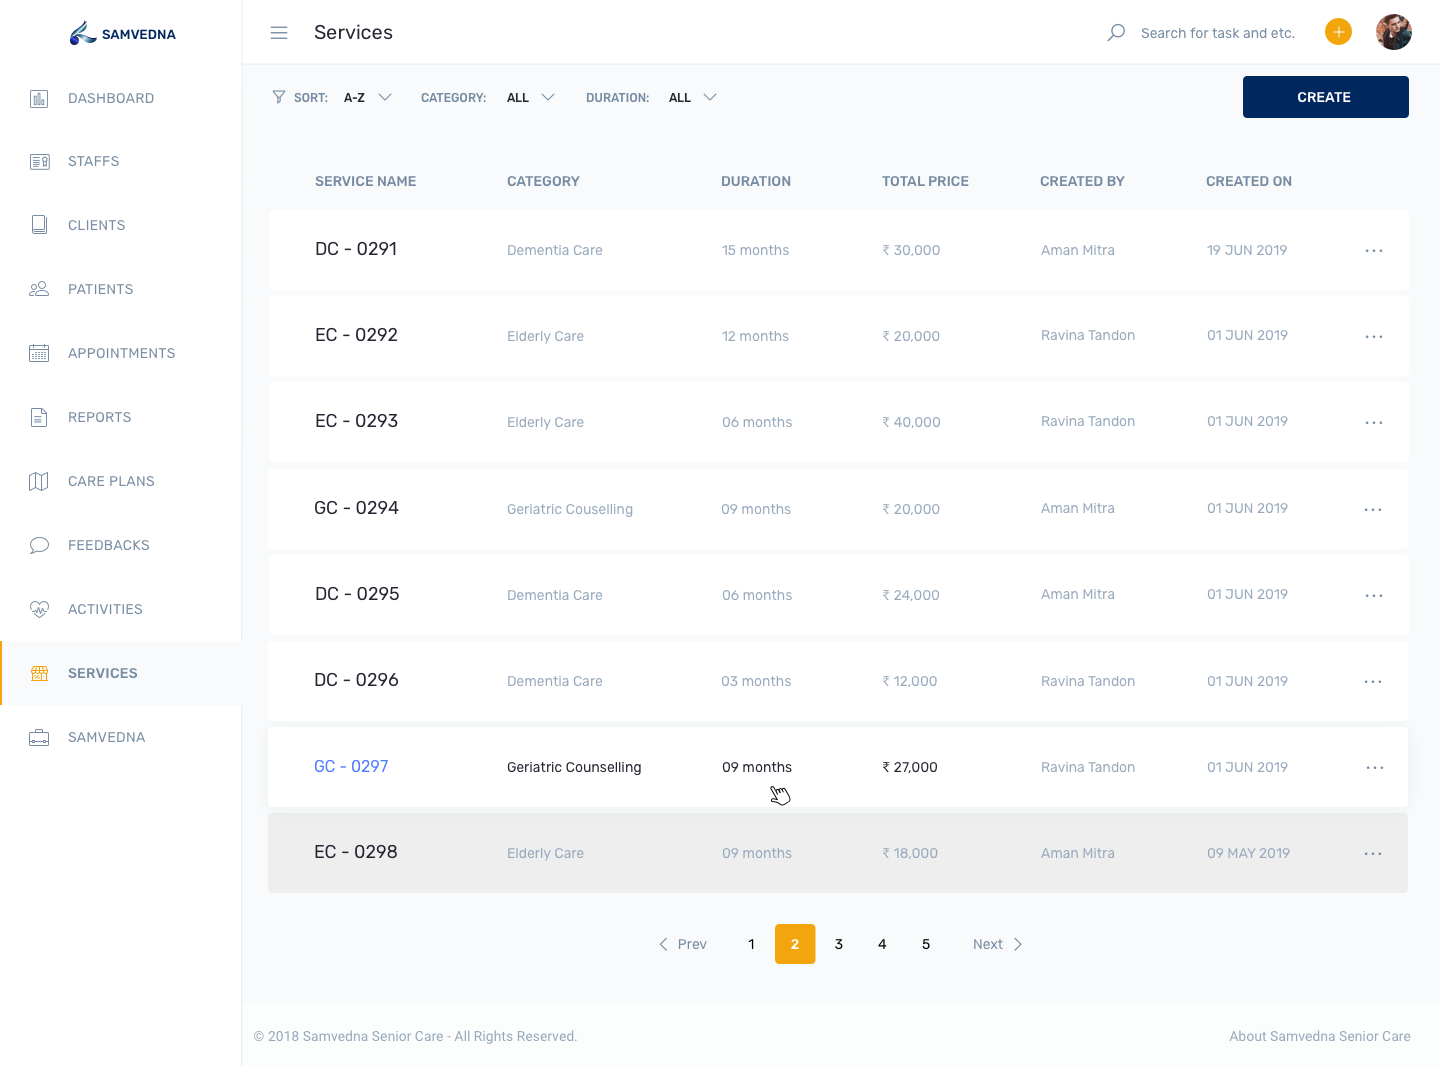 SAMVEDNA
Services
Search for task and etc.
DASHBOARD
STAFFS
CLIENTS
PATIENTS
APPOINTMENTS
REPORTS
CARE PLANS
FEEDBACKS
ACTIVITIES
SERVICES
SAMVEDNA
SORT: A-Z CATEGORY: ALL DURATION: ALL CREATE
SERVICE NAME CATEGORY DURATION TOTAL PRICE CREATED BY CREATED ON
DC - 0291 Dementia Care 15 months ₹ 30,000 Aman Mitra 19 JUN 2019
EC - 0292 Elderly Care 12 months ₹ 20,000 Ravina Tandon 01 JUN 2019
EC - 0293 Elderly Care 06 months ₹ 40,000 Ravina Tandon 01 JUN 2019
GC - 0294 Geriatric Couselling 09 months ₹ 20,000 Aman Mitra 01 JUN 2019
DC - 0295 Dementia Care 06 months ₹ 24,000 Aman Mitra 01 JUN 2019
DC - 0296 Dementia Care 03 months ₹ 12,000 Ravina Tandon 01 JUN 2019
GC - 0297 Geriatric Counselling 09 months ₹ 27,000 Ravina Tandon 01 JUN 2019
EC - 0298 Elderly Care 09 months ₹ 18,000 Aman Mitra 09 MAY 2019
Prev 1 2 3 4 5 Next
© 2018 Samvedna Senior Care - All Rights Reserved. About Samvedna Senior Care